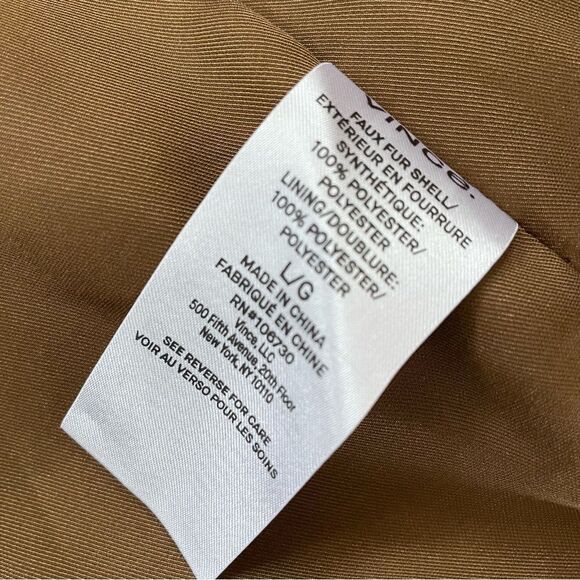 VINCE.
FAUX FUR SHELL/
EXTÉRIEUR EN FOURRURE
SYNTHÉTIQUE:
100% POLYESTER/
POLYESTER
LINING/DOUBLURE:
100% POLYESTER/
POLYESTER
L/G
MADE IN CHINA
FABRIQUÉ EN CHINE
RN#106730
Vince, LLC
500 Fifth Avenue, 20th Floor
New York, NY 10110
SEE REVERSE FOR CARE
VOIR AU VERSO POUR LES SOINS